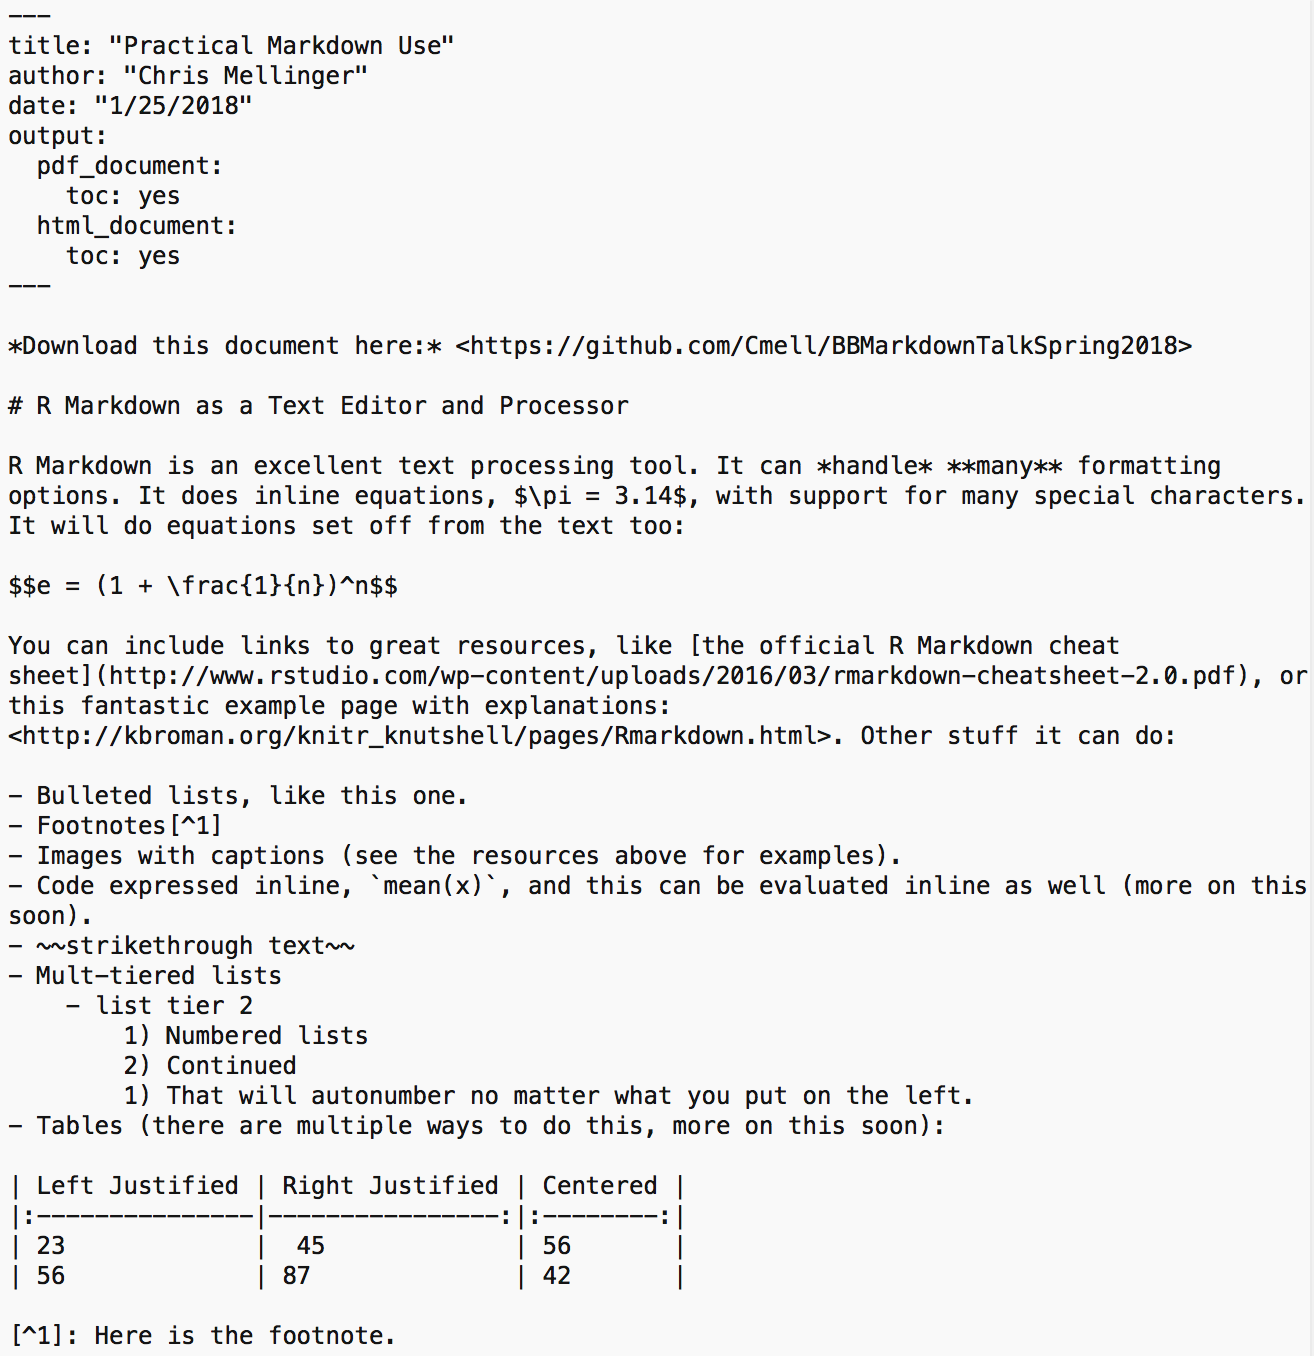 ---
title: "Practical Markdown Use"
author: "Chris Mellinger"
date: "1/25/2018"
output:
  pdf_document:
    toc: yes
  html_document:
    toc: yes
---

*Download this document here:* <https://github.com/Cmell/BBMarkdownTalkSpring2018>

# R Markdown as a Text Editor and Processor

R Markdown is an excellent text processing tool. It can *handle* **many** formatting
options. It does inline equations, $\pi = 3.14$, with support for many special characters.
It will do equations set off from the text too:

$$e = (1 + \frac{1}{n})^n$$

You can include links to great resources, like [the official R Markdown cheat
sheet](http://www.rstudio.com/wp-content/uploads/2016/03/rmarkdown-cheatsheet-2.0.pdf), or
this fantastic example page with explanations:
<http://kbroman.org/knitr_knutshell/pages/Rmarkdown.html>. Other stuff it can do:

- Bulleted lists, like this one.
- Footnotes[^1]
- Images with captions (see the resources above for examples).
- Code expressed inline, `mean(x)`, and this can be evaluated inline as well (more on this
soon).
- ~~strikethrough text~~
- Mult-tiered lists
    - list tier 2
        1) Numbered lists
        2) Continued
        1) That will autonumber no matter what you put on the left.
- Tables (there are multiple ways to do this, more on this soon):

| Left Justified | Right Justified | Centered |
|:---------------|----------------:|:--------:|
| 23             |  45             | 56       |
| 56             | 87              | 42       |

[^1]: Here is the footnote.